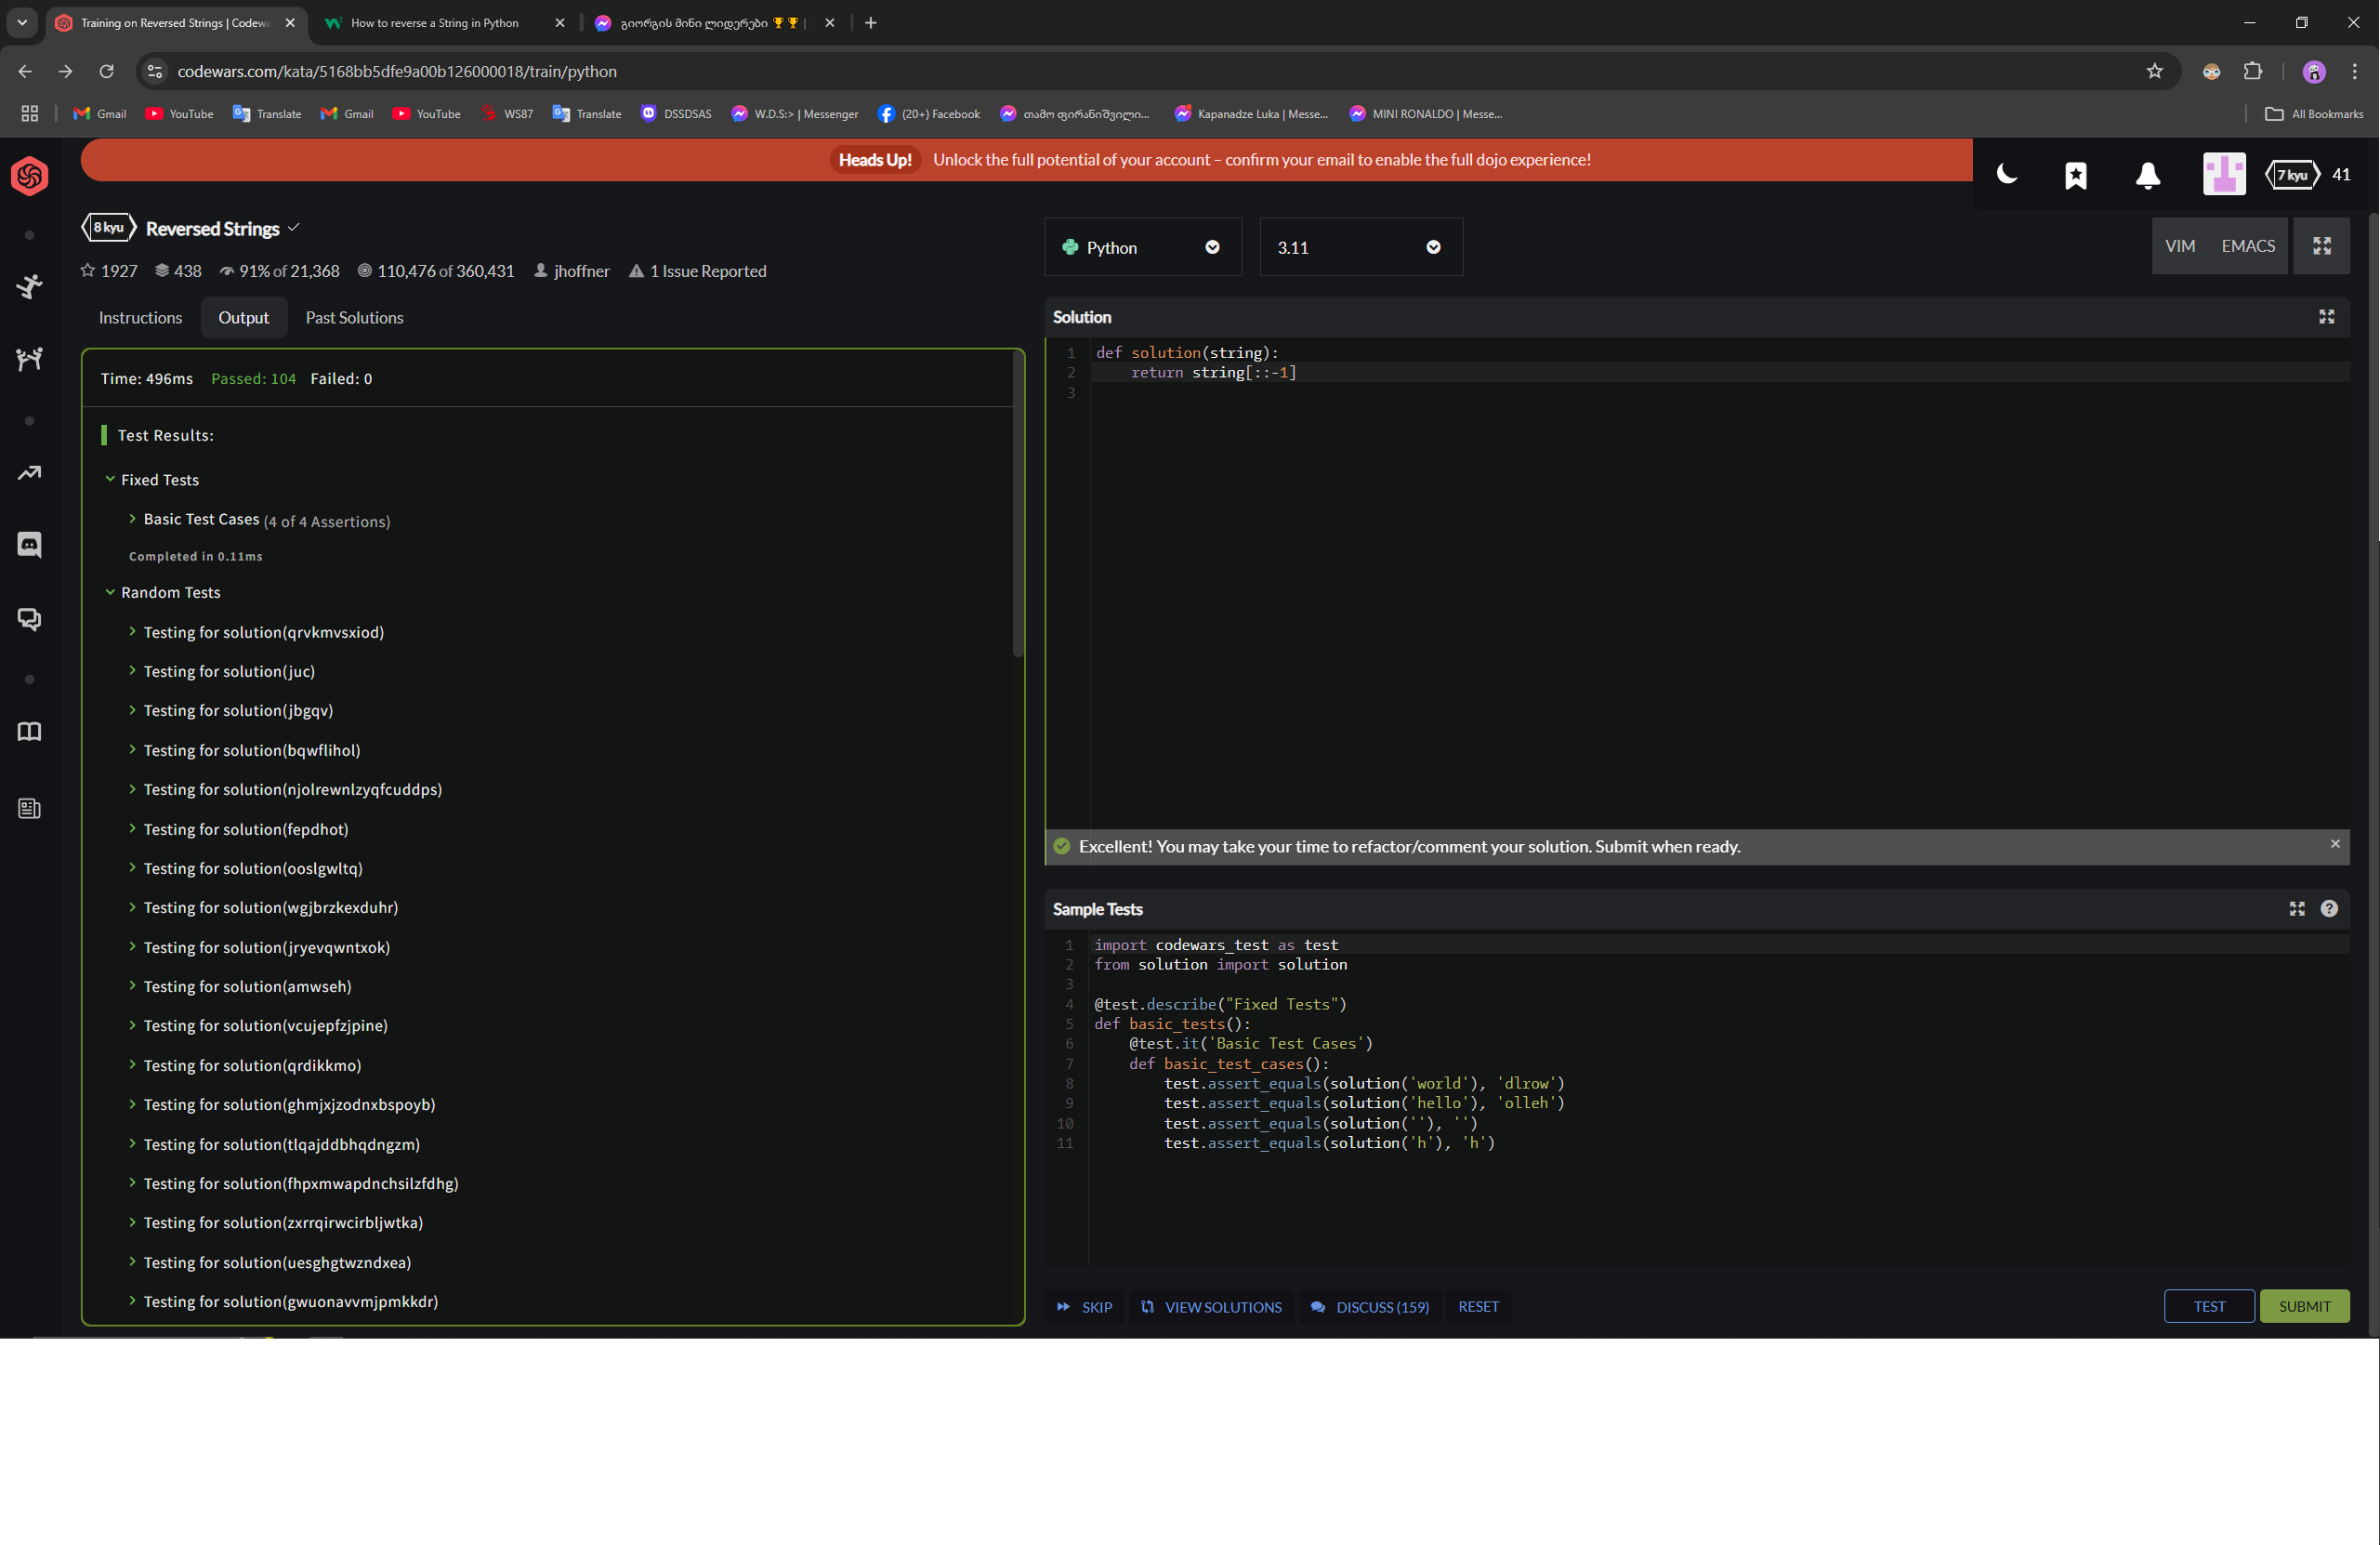 Training on Reversed Strings | Codewa
How to reverse a String in Python
გიორგის მინი ლიდერები 🏆🏆 |
codewars.com/kata/5168bb5dfe9a00b126000018/train/python
Gmail YouTube Translate Gmail YouTube WS87 Translate DSSDSAS W.D.S:> | Messenger (20+) Facebook თამო ფირანიშვილი... Kapanadze Luka | Messe... MINI RONALDO | Messe... All Bookmarks
Heads Up! Unlock the full potential of your account – confirm your email to enable the full dojo experience!
7 kyu 41
8 kyu Reversed Strings
1927 438 91% of 21,368 110,476 of 360,431 jhoffner 1 Issue Reported
Instructions Output Past Solutions
Time: 496ms Passed: 104 Failed: 0
Test Results:
Fixed Tests
Basic Test Cases (4 of 4 Assertions)
Completed in 0.11ms
Random Tests
Testing for solution(qrvkmvsxiod)
Testing for solution(juc)
Testing for solution(jbgqv)
Testing for solution(bqwflihol)
Testing for solution(njolrewnlzyqfcuddps)
Testing for solution(fepdhot)
Testing for solution(ooslgwltq)
Testing for solution(wgjbrzkexduhr)
Testing for solution(jryevqwntxok)
Testing for solution(amwseh)
Testing for solution(vcujepfzjpine)
Testing for solution(qrdikkmo)
Testing for solution(ghmjxjzodnxbspoyb)
Testing for solution(tlqajddbhqdngzm)
Testing for solution(fhpxmwapdnchsilzfdhg)
Testing for solution(zxrrqirwcirbljwtka)
Testing for solution(uesghgtwzndxea)
Testing for solution(gwuonavvmjpmkkdr)
Python 3.11 VIM EMACS
Solution
1 def solution(string):
2     return string[::-1]
3
Excellent! You may take your time to refactor/comment your solution. Submit when ready.
Sample Tests
1 import codewars_test as test
2 from solution import solution
3
4 @test.describe("Fixed Tests")
5 def basic_tests():
6     @test.it('Basic Test Cases')
7     def basic_test_cases():
8         test.assert_equals(solution('world'), 'dlrow')
9         test.assert_equals(solution('hello'), 'olleh')
10         test.assert_equals(solution(''), '')
11         test.assert_equals(solution('h'), 'h')
SKIP VIEW SOLUTIONS DISCUSS (159) RESET TEST SUBMIT